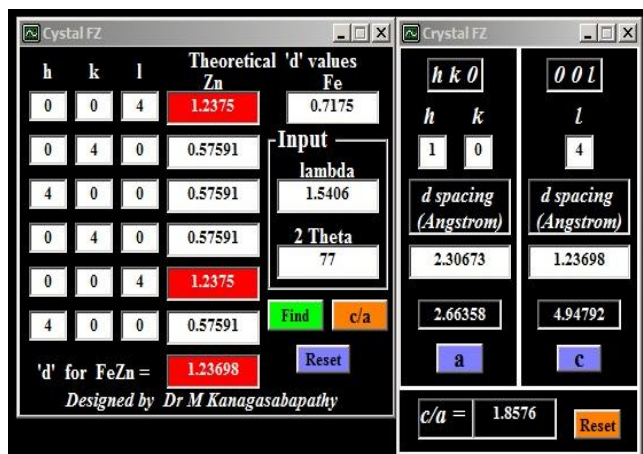 Cystal FZ
Theoretical 'd' values
h k l Zn Fe
0 0 4 1.2375 0.7175
0 4 0 0.57591
Input
lambda
4 0 0 0.57591 1.5406
2 Theta
0 4 0 0.57591 77
0 0 4 1.2375
Find c/a
4 0 0 0.57591
Reset
'd' for FeZn = 1.23698
Designed by Dr M Kanagasabapathy
Crystal FZ
h k 0
h k
1 0
d spacing
(Angstrom)
2.30673
2.66358
a
0 0 l
l
4
d spacing
(Angstrom)
1.23698
4.94792
c
c/a = 1.8576
Reset